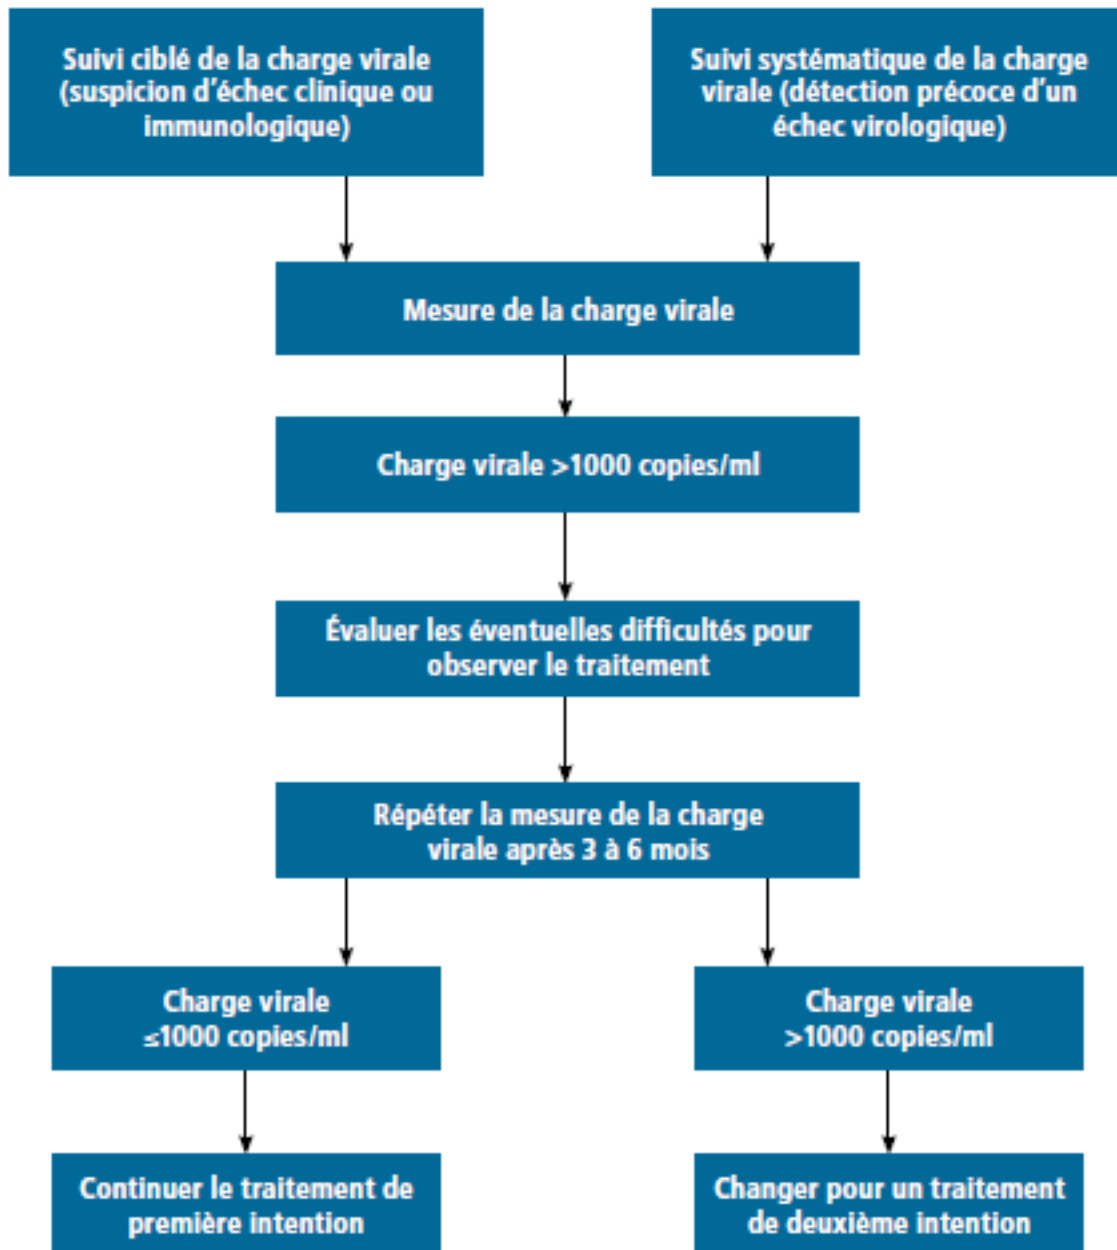 Suivi ciblé de la charge virale
(suspicion d'échec clinique ou
immunologique)
Suivi systématique de la charge
virale (détection précoce d'un
échec virologique)
Mesure de la charge virale
Charge virale >1000 copies/ml
Évaluer les éventuelles difficultés pour
observer le traitement
Répéter la mesure de la charge
virale après 3 à 6 mois
Charge virale
≤1000 copies/ml
Charge virale
>1000 copies/ml
Continuer le traitement de
première intention
Changer pour un traitement
de deuxième intention